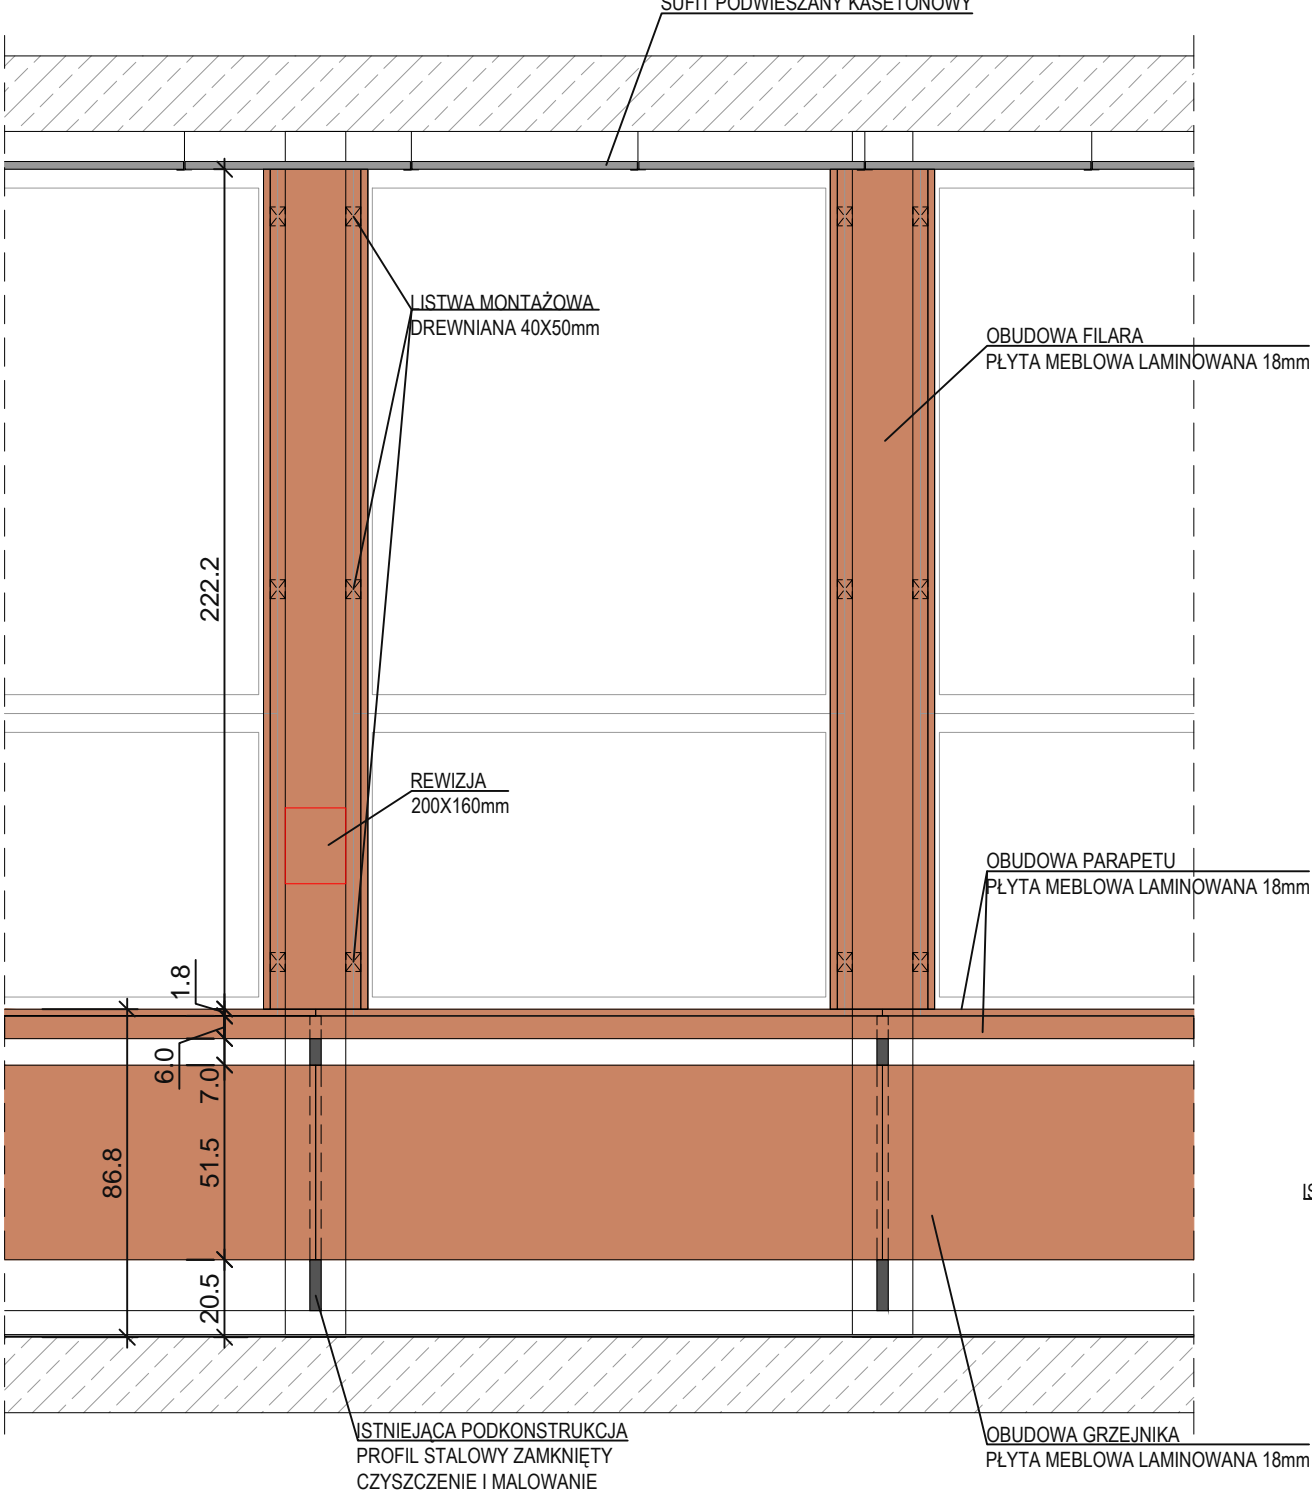 SUFIT PODWIESZANY KASETONOWY
LISTWA MONTAŻOWA
DREWNIANA 40X50mm
OBUDOWA FILARA
PŁYTA MEBLOWA LAMINOWANA 18mm
222.2
REWIZJA
200X160mm
OBUDOWA PARAPETU
PŁYTA MEBLOWA LAMINOWANA 18mm
1.8
6.0
7.0
86.8
51.5
20.5
ISTNIEJĄCA PODKONSTRUKCJA
PROFIL STALOWY ZAMKNIĘTY
CZYSZCZENIE I MALOWANIE
OBUDOWA GRZEJNIKA
PŁYTA MEBLOWA LAMINOWANA 18mm